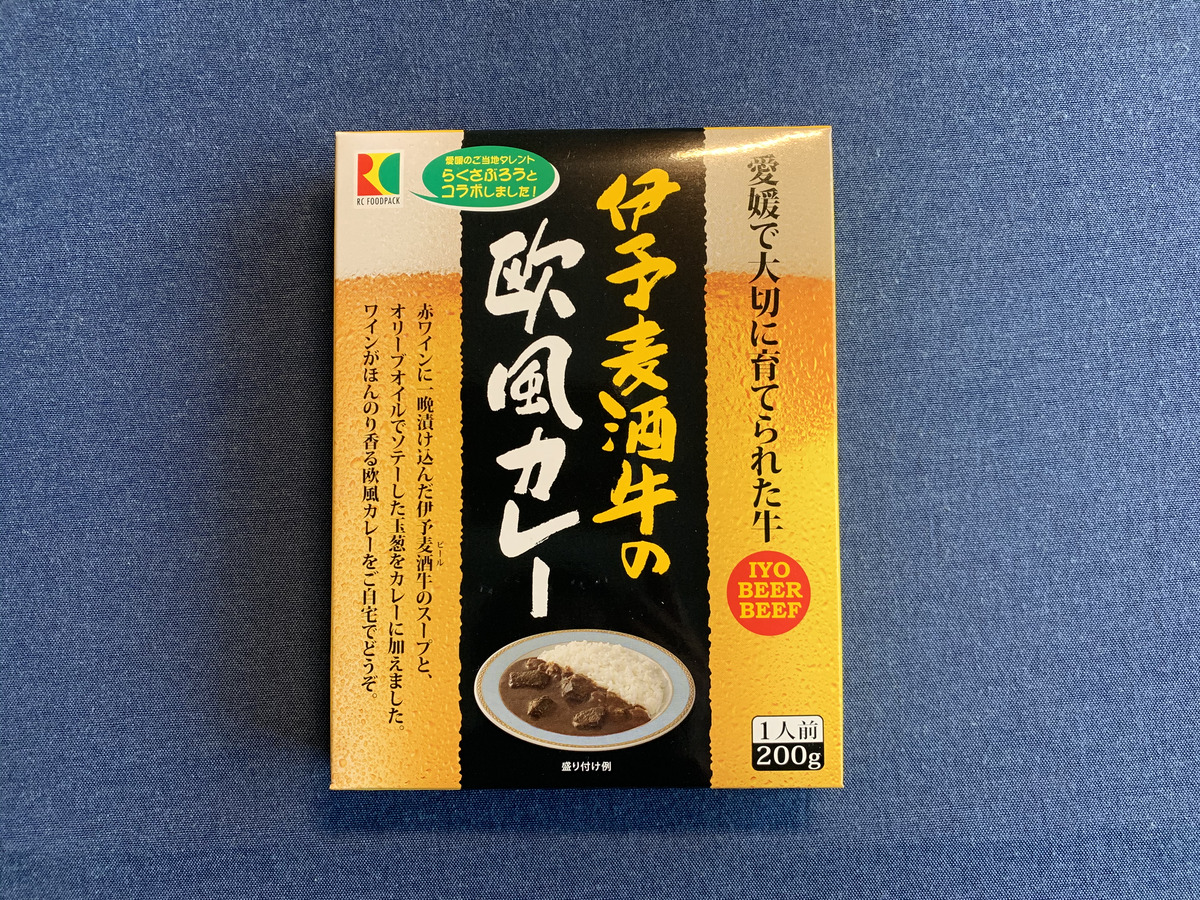 愛媛で大切に育てられた牛
IYO
BEER
BEEF
1人前
200g
伊予麦酒牛の
欧風カレー
盛り付け例
愛媛のご当地タレント
らくさぶろうと
コラボしました!
RC FOODPACK
赤ワインに一晩漬け込んだ伊予麦酒牛のスープと、
ビール
オリーブオイルでソテーした玉葱をカレーに加えました。
ワインがほんのり香る欧風カレーをご自宅でどうぞ。